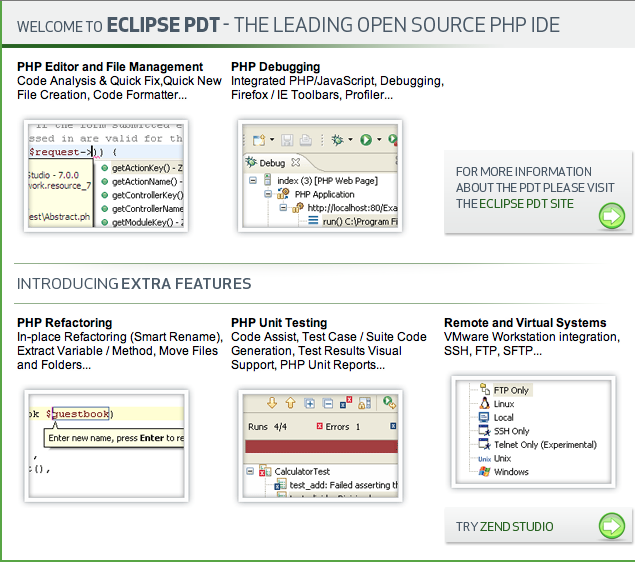 WELCOME TO ECLIPSE PDT - THE LEADING OPEN SOURCE PHP IDE
PHP Editor and File Management
Code Analysis & Quick Fix,Quick New
File Creation, Code Formatter...
PHP Debugging
Integrated PHP/JavaScript, Debugging,
Firefox / IE Toolbars, Profiler...
ssed in are valid for th
$request->)) {
Studio - 7.0.0
work.resource_7
est\Abstract.ph
getActionKey() - Z
getActionName() -
getControllerKey()
getControllerName
getModuleKey() -
Debug
index (3) [PHP Web Page]
PHP Application
http://localhost:80/Exa
run() C:\Program Fi
FOR MORE INFORMATION
ABOUT THE PDT PLEASE VISIT
THE ECLIPSE PDT SITE
INTRODUCING EXTRA FEATURES
PHP Refactoring
In-place Refactoring (Smart Rename),
Extract Variable / Method, Move Files
and Folders...
PHP Unit Testing
Code Assist, Test Case / Suite Code
Generation, Test Results Visual
Support, PHP Unit Reports...
Remote and Virtual Systems
VMware Workstation integration,
SSH, FTP, SFTP...
ok $guestbook)
Enter new name, press Enter to re
,
t(),
Runs 4/4 Errors 1
CalculatorTest
test_add: Failed asserting th
FTP Only
Linux
Local
SSH Only
Telnet Only (Experimental)
Unix Unix
Windows
TRY ZEND STUDIO